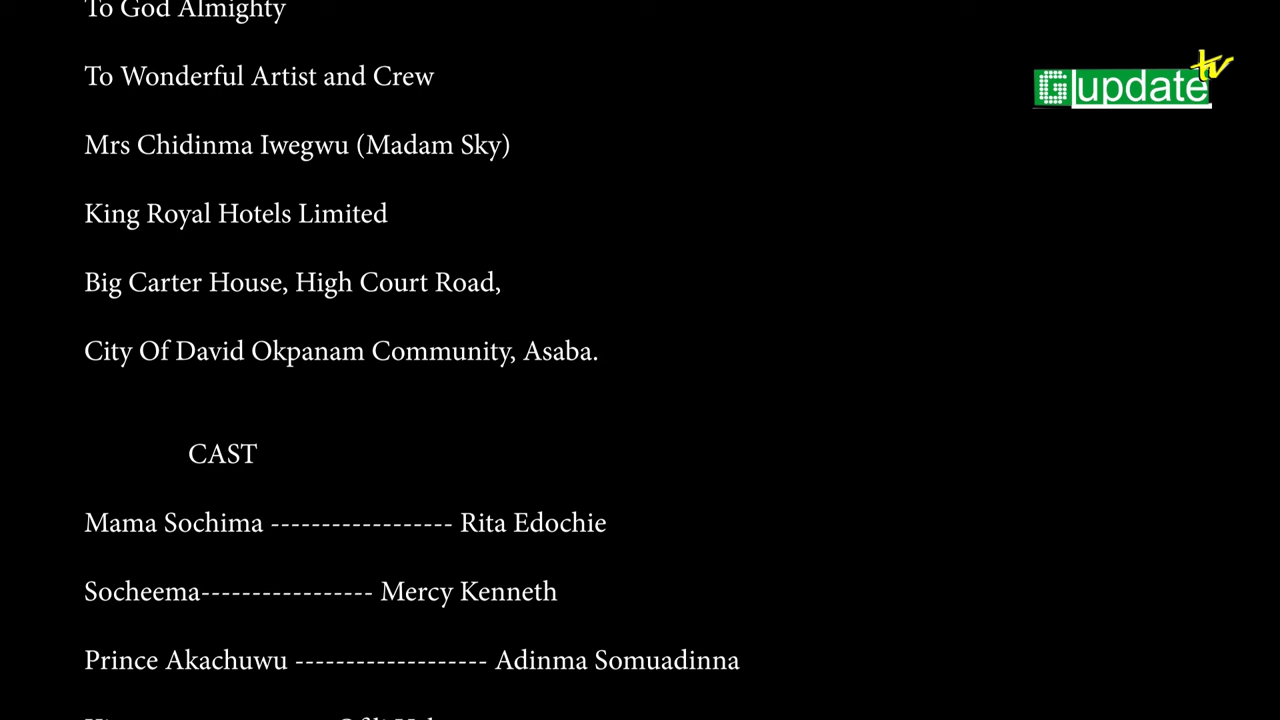 To God Almighty
To Wonderful Artist and Crew
Mrs Chidinma Iwegwu (Madam Sky)
King Royal Hotels Limited
Big Carter House, High Court Road,
City Of David Okpanam Community, Asaba.
CAST
Mama Sochima ------------------ Rita Edochie
Socheema----------------- Mercy Kenneth
Prince Akachuwu ------------------- Adinma Somuadinna
Gupdate tv